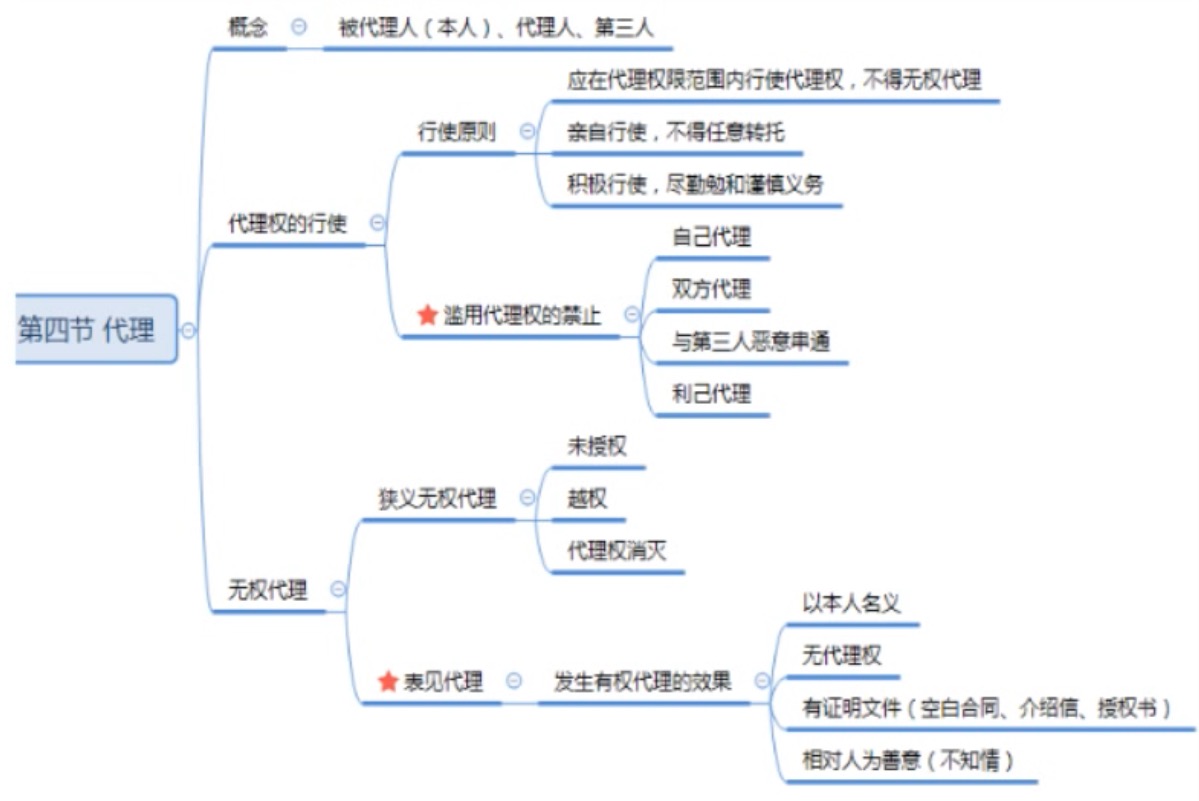 概念
被代理人（本人）、代理人、第三人
应在代理权限范围内行使代理权，不得无权代理
行使原则
亲自行使，不得任意转托
积极行使，尽勤勉和谨慎义务
代理权的行使
自己代理
双方代理
滥用代理权的禁止
与第三人恶意串通
利己代理
第四节 代理
未授权
狭义无权代理
越权
代理权消灭
无权代理
以本人名义
无代理权
表见代理
发生有权代理的效果
有证明文件（空白合同、介绍信、授权书）
相对人为善意（不知情）